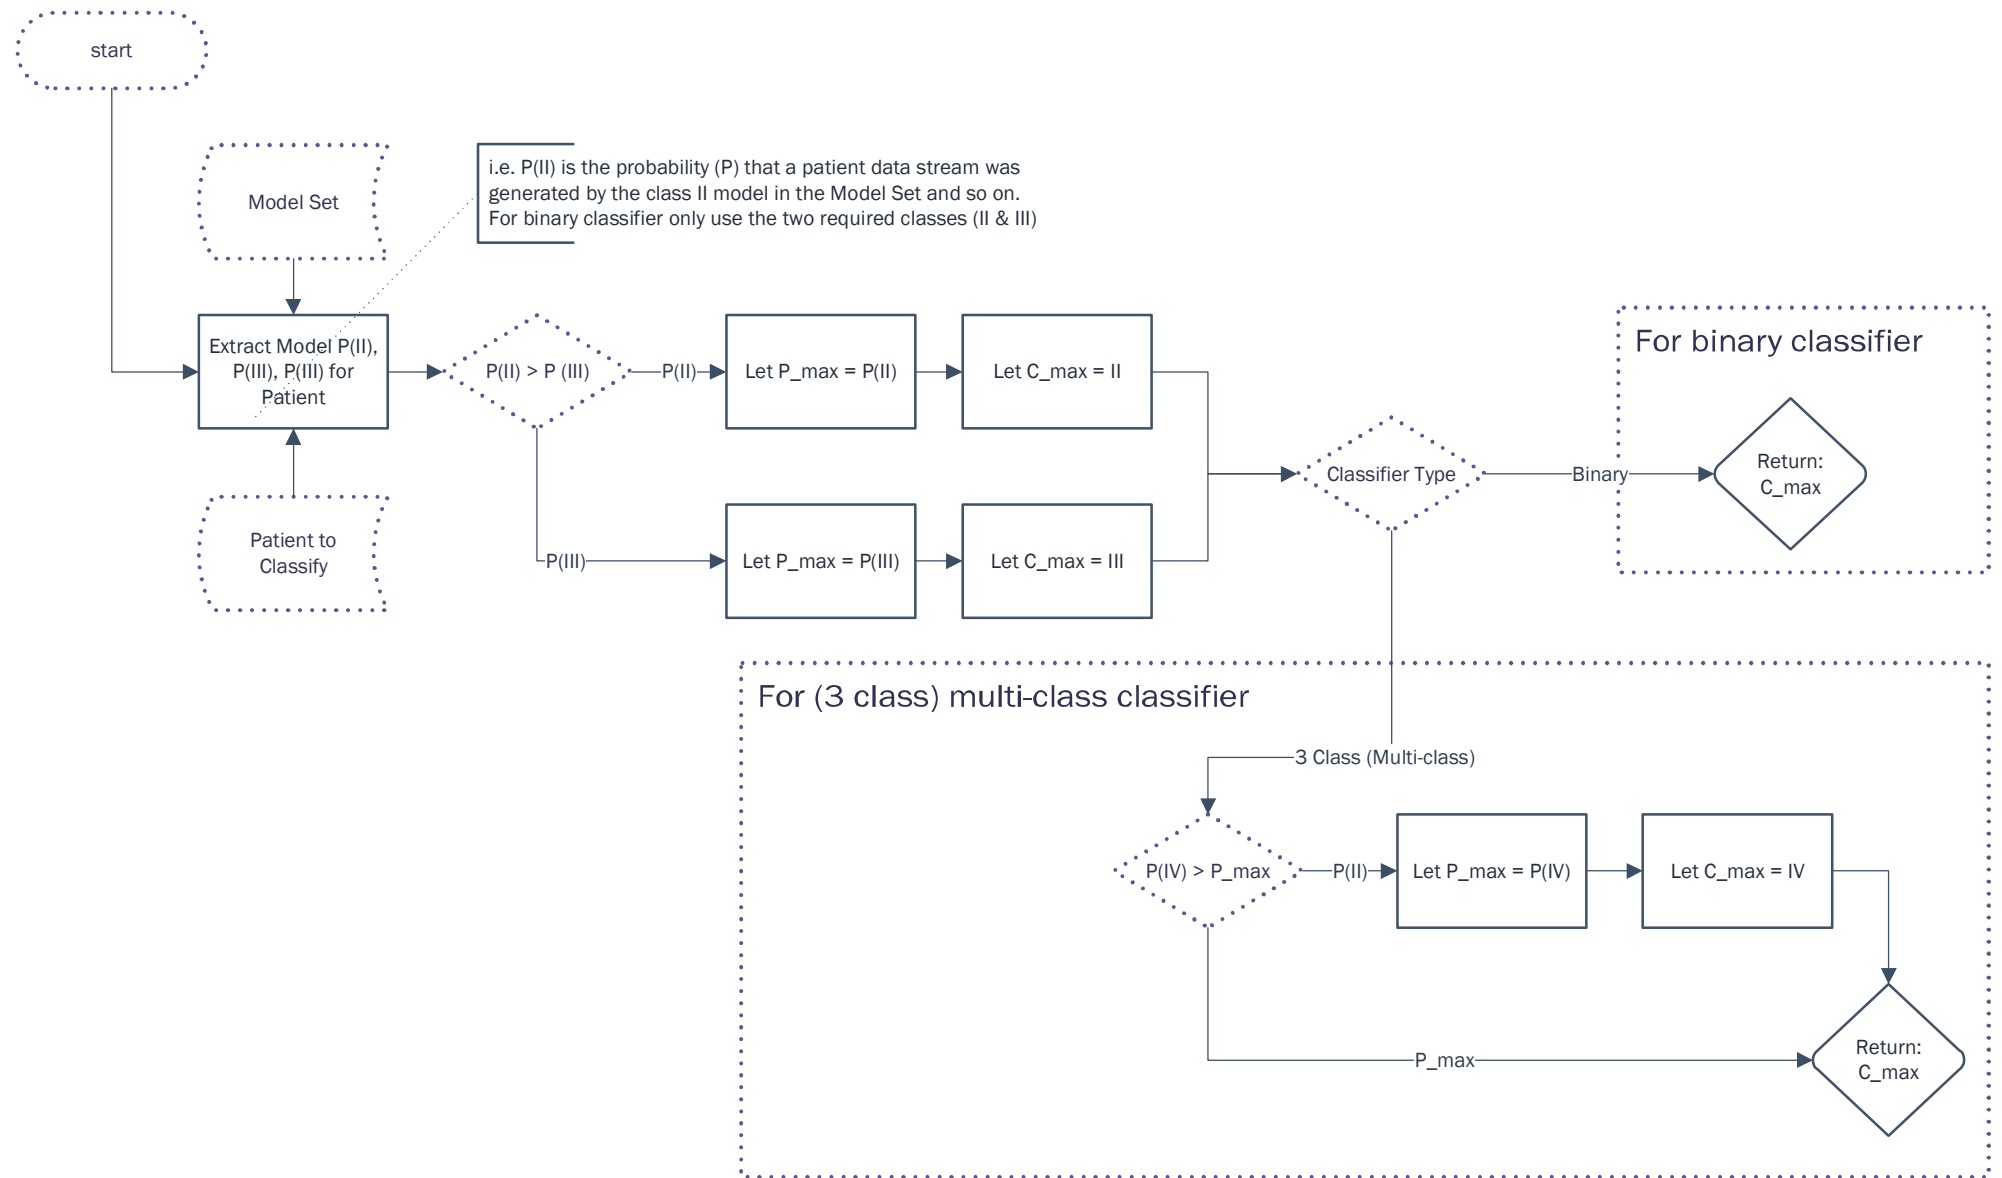 start
Model Set
i.e. P(II) is the probability (P) that a patient data stream was
generated by the class II model in the Model Set and so on.
For binary classifier only use the two required classes (II & III)
Extract Model P(II),
P(III), P(III) for
Patient
P(II) > P (III)
P(II)
Let P_max = P(II)
Let C_max = II
Patient to
Classify
P(III)
Let P_max = P(III)
Let C_max = III
Classifier Type
Binary
For binary classifier
Return:
C_max
For (3 class) multi-class classifier
3 Class (Multi-class)
P(IV) > P_max
P(II)
Let P_max = P(IV)
Let C_max = IV
P_max
Return:
C_max